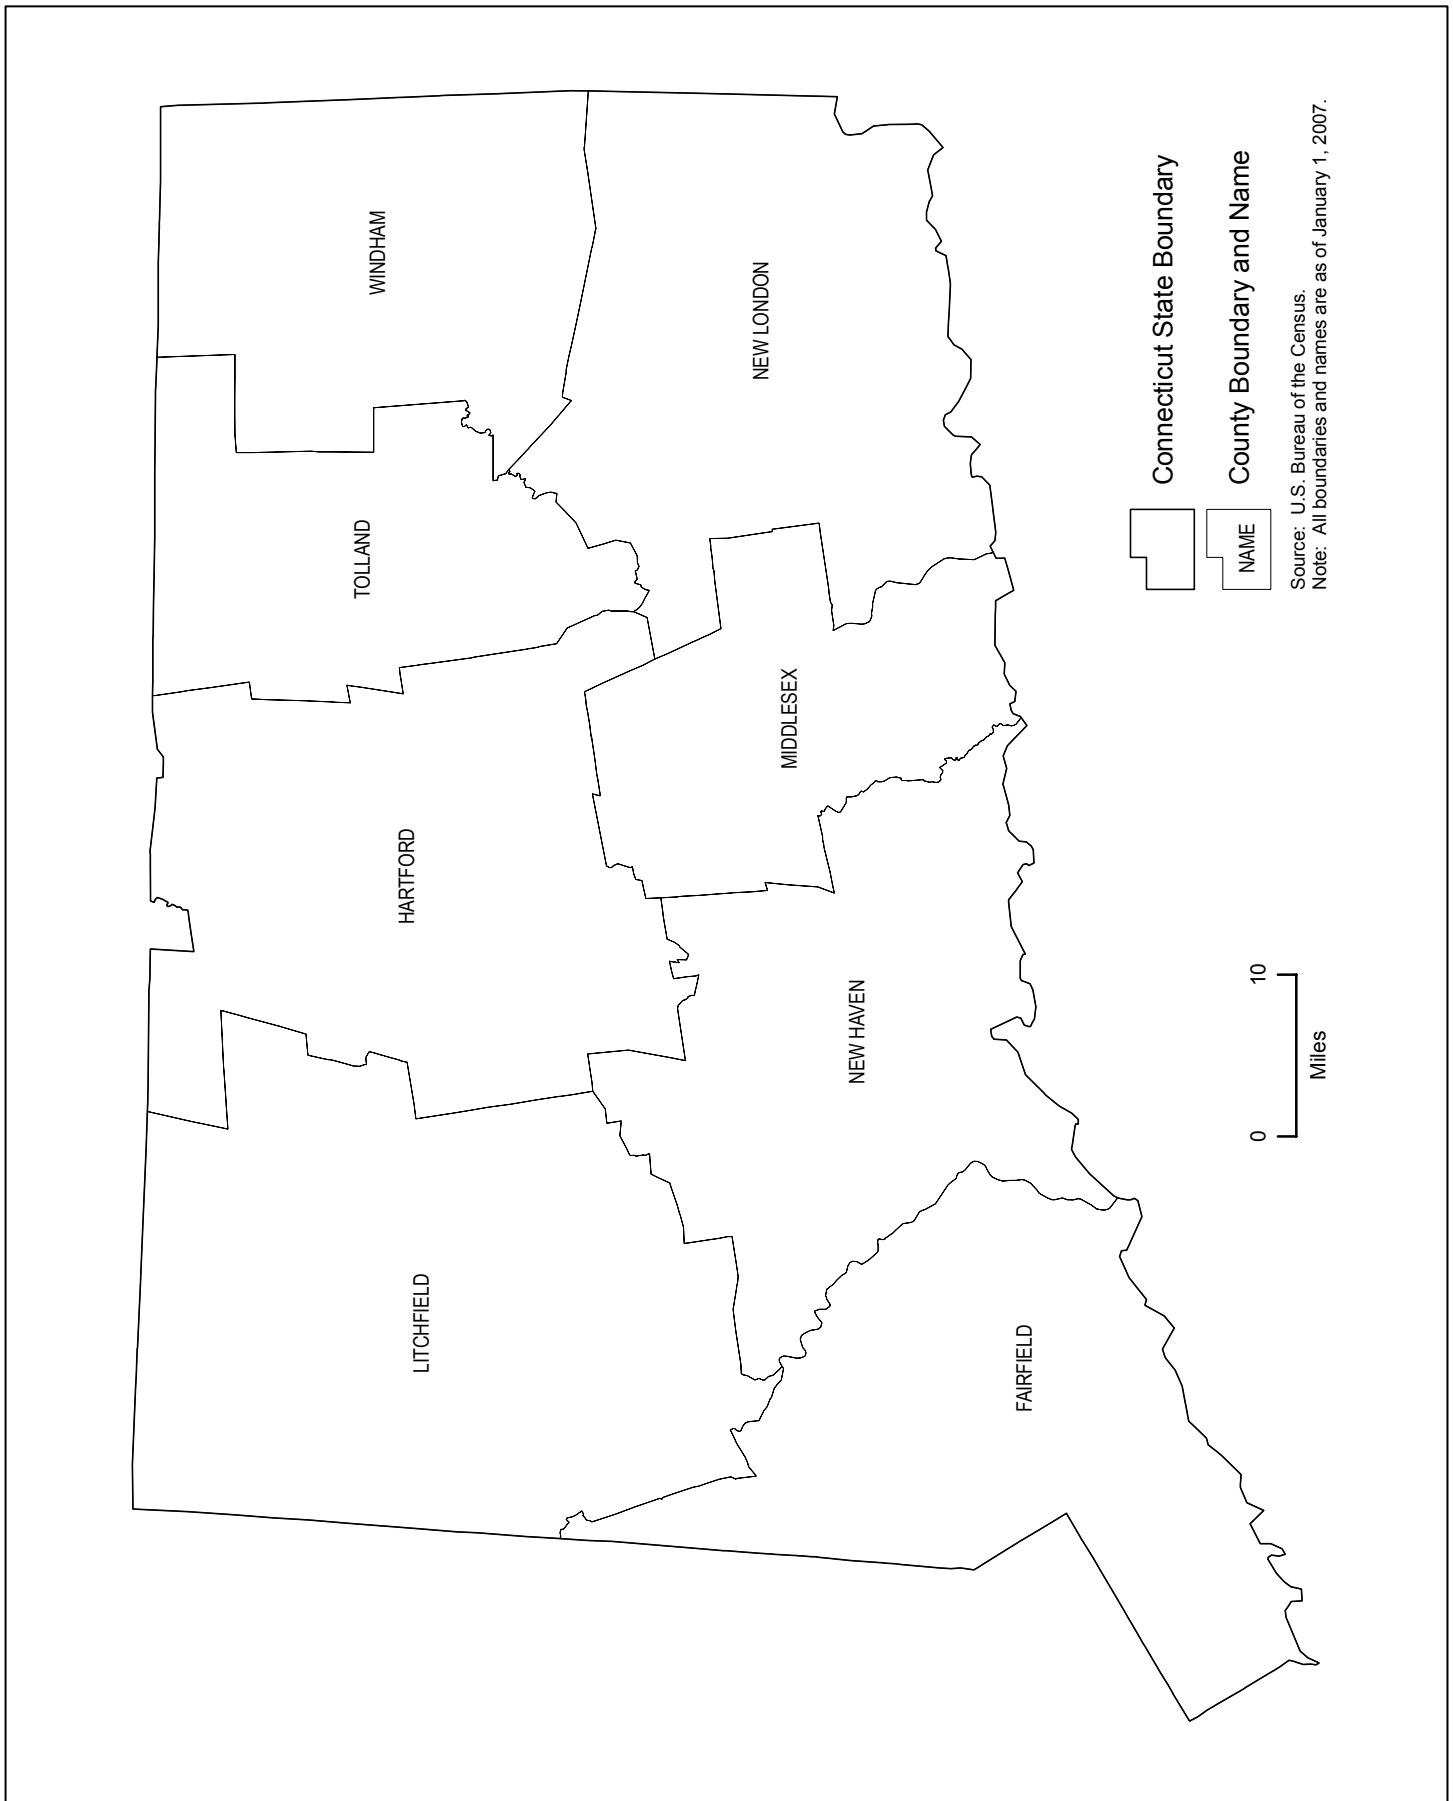 LITCHFIELD
HARTFORD
TOLLAND
WINDHAM
FAIRFIELD
NEW HAVEN
MIDDLESEX
NEW LONDON
0 10
Miles
Connecticut State Boundary
NAME County Boundary and Name
Source: U.S. Bureau of the Census.
Note: All boundaries and names are as of January 1, 2007.